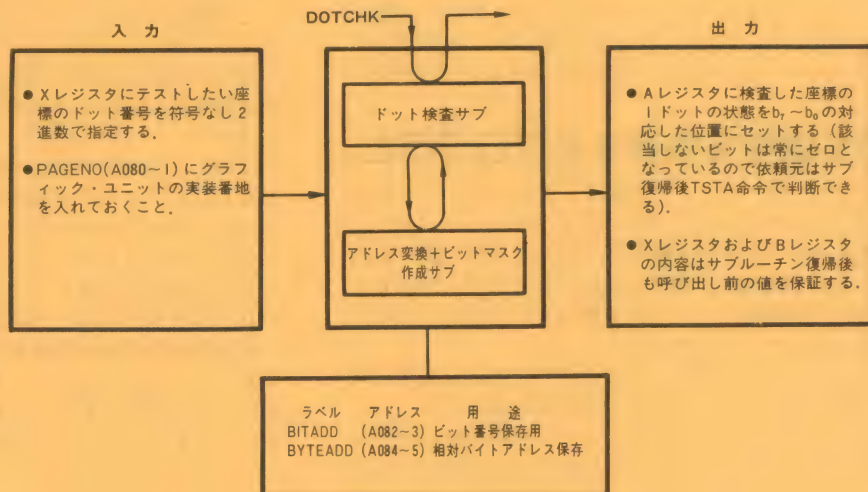 DOTCHK
入 力
● Xレジスタにテストしたい座
標のドット番号を符号なし2
進数で指定する.
● PAGENO(A080~1)にグラフ
ィック・ユニットの実装番地
を入れておくこと.
ドット検査サブ
アドレス変換+ビットマスク
作成サブ
出 力
● Aレジスタに検査した座標の
1ドットの状態をb₇~b₀の対
応した位置にセットする(該
当しないビットは常にゼロと
なっているので依頼元はサブ
復帰後TSTA命令で判断でき
る).
● XレジスタおよびBレジスタ
の内容はサブルーチン復帰後
も呼び出し前の値を保証する.
ラベル アドレス 用 途
BITADD (A082~3) ビット番号保存用
BYTEADD (A084~5) 相対バイトアドレス保存